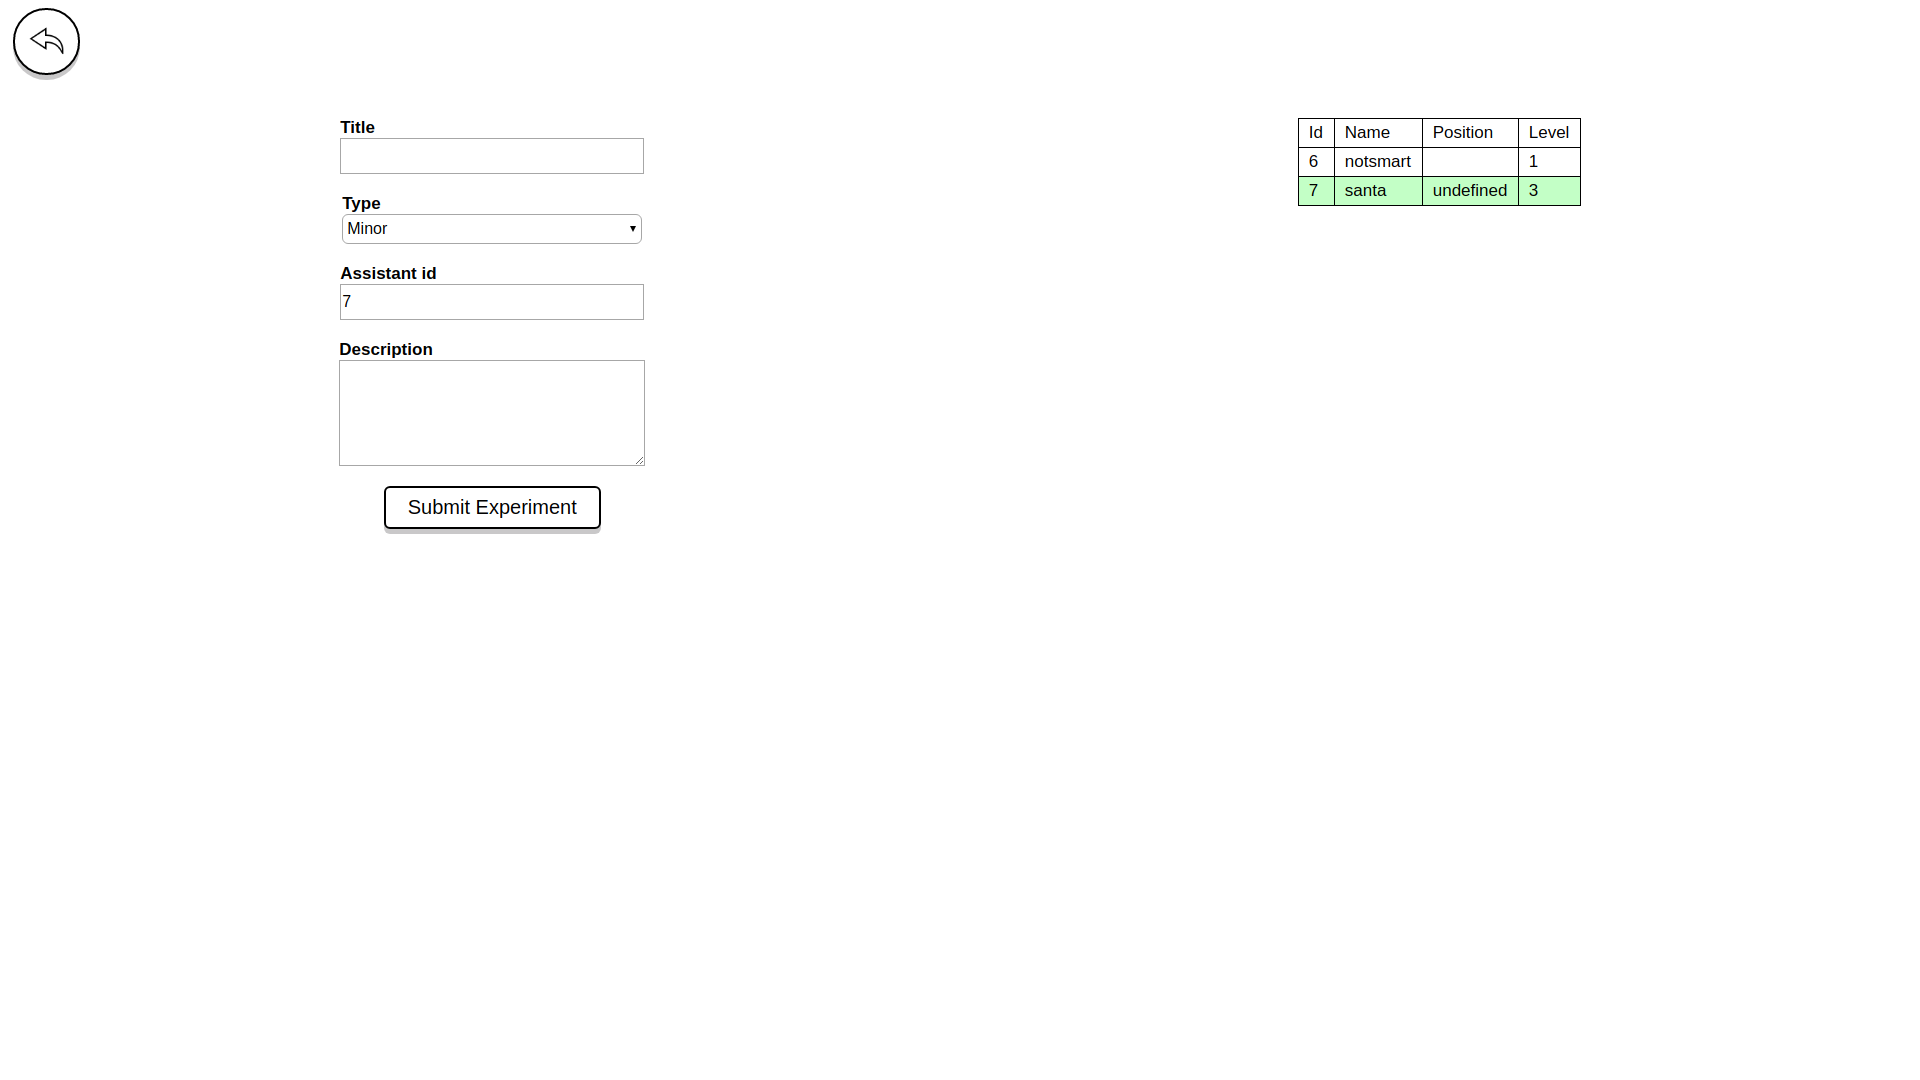 Title
Type
Minor
Assistant id
7
Description
Submit Experiment
Id Name Position Level
6 notsmart 1
7 santa undefined 3